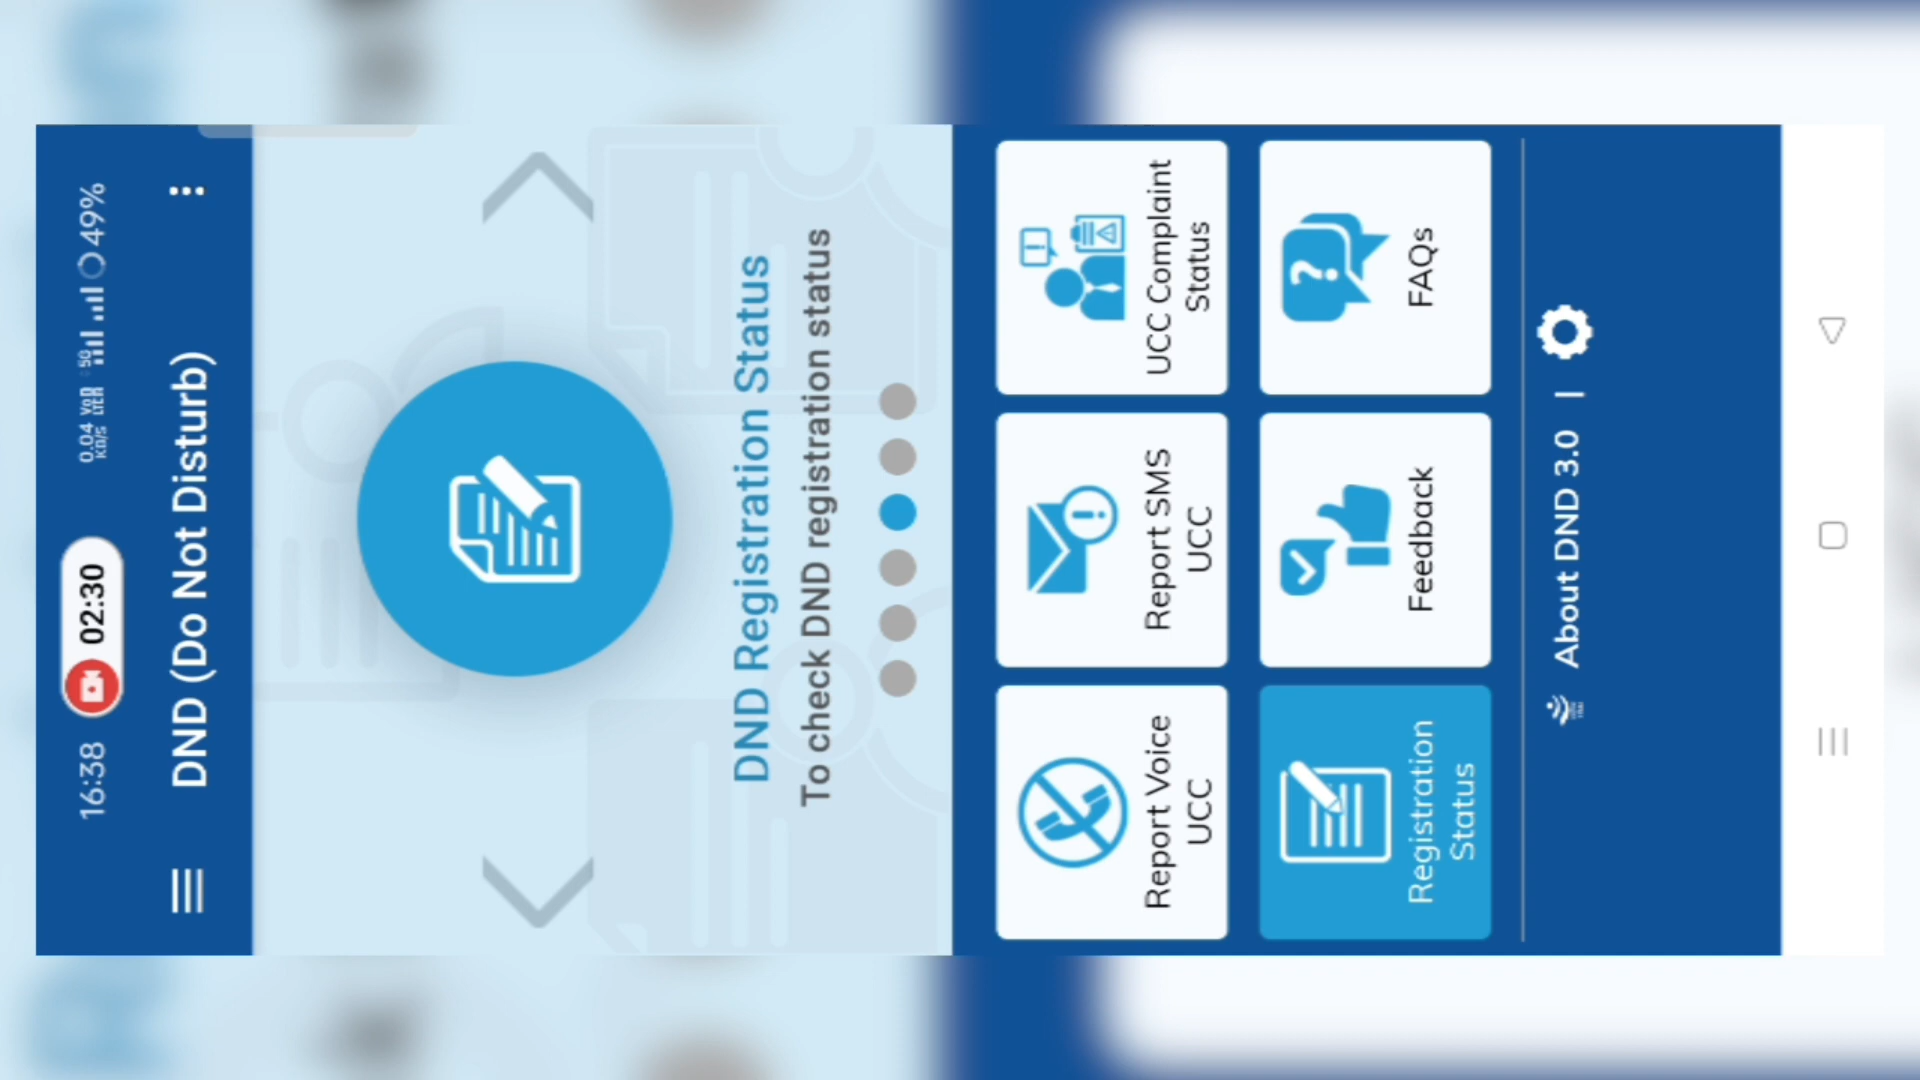 16:38
02:30
0.04
KB/S
5G
49%
DND (Do Not Disturb)
DND Registration Status
To check DND registration status
Report Voice
UCC
Report SMS
UCC
UCC Complaint
Status
Registration
Status
Feedback
FAQs
About DND 3.0 |